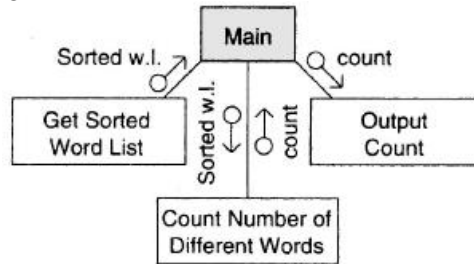 Main
Sorted w.l.
count
Get Sorted
Word List
Sorted w.l.
count
Output
Count
Count Number of
Different Words